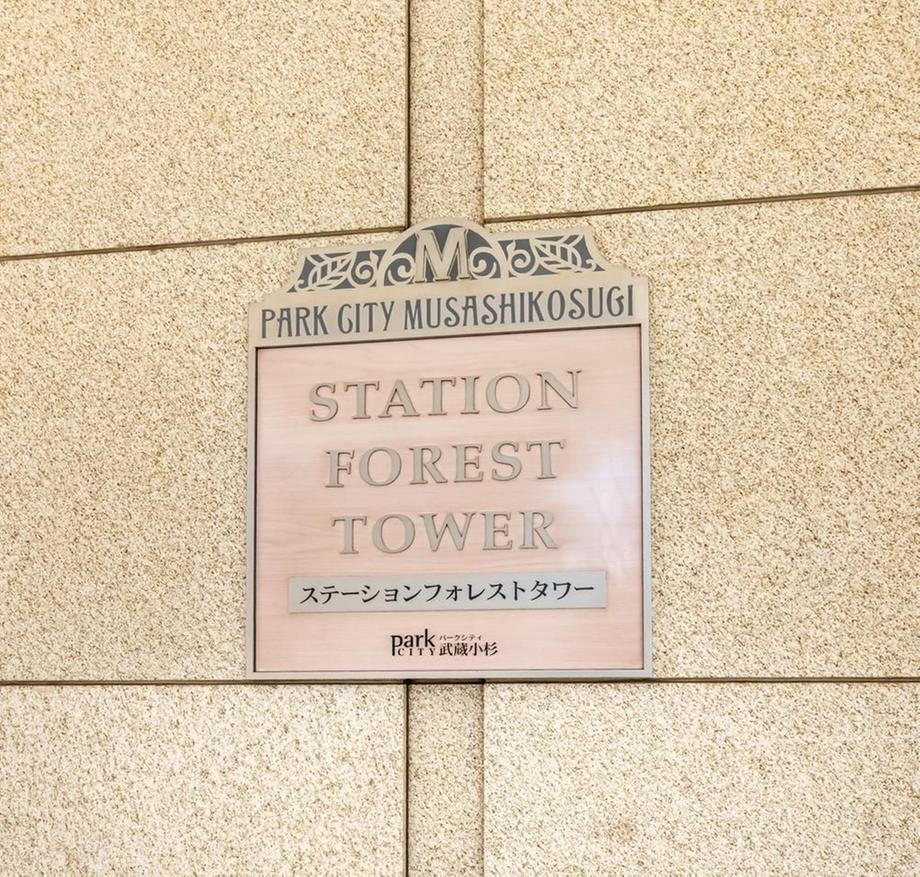 M
PARK CITY MUSASHIKOSUGI
STATION
FOREST
TOWER
ステーションフォレストタワー
park CITY パークシティ 武蔵小杉